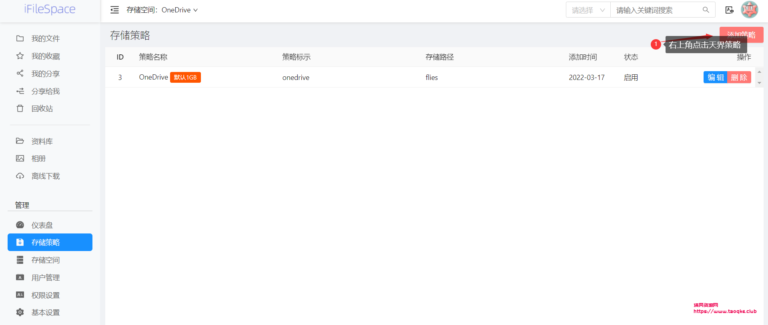 iFileSpace
存储空间: OneDrive
请选择
请输入关键词搜索
我的文件
我的收藏
我的分享
分享给我
回收站
资料库
相册
离线下载
管理
仪表盘
存储策略
存储空间
用户管理
权限设置
基本设置
存储策略
添加策略
1 右上角点击天界策略
ID 策略名称 策略标示 存储路径 添加时间 状态 操作
3 OneDrive 默认1GB onedrive flies 2022-03-17 启用 编辑 删除
https://www.taoqke.club